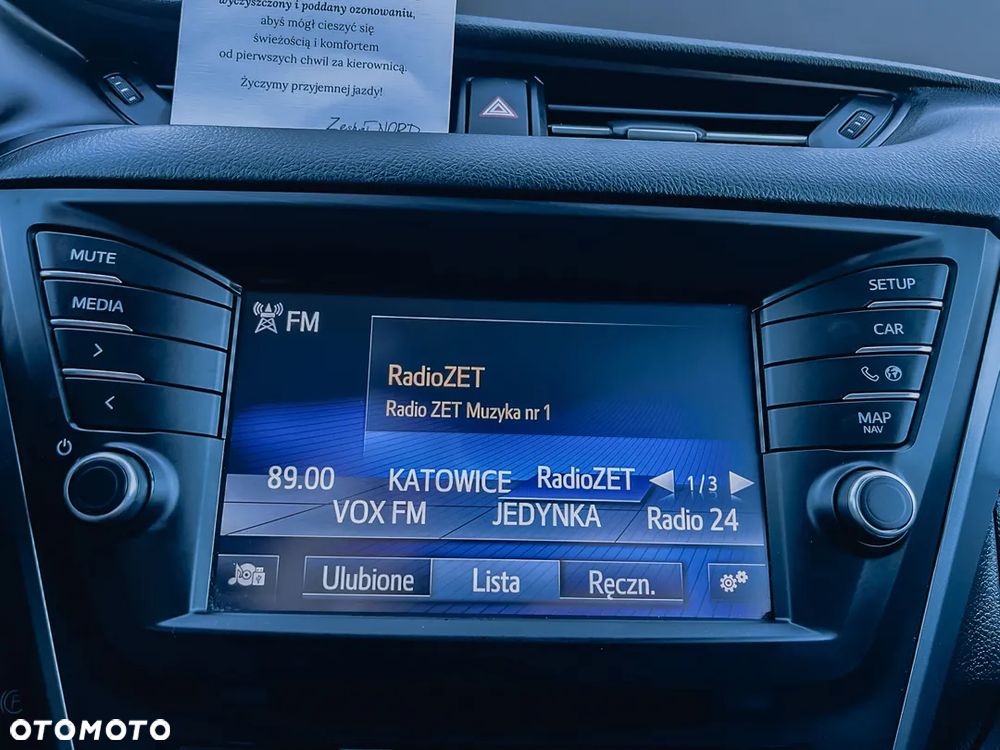 wyczyszczony i poddany ozonowaniu,
abyś mógł cieszyć się
świeżością i komfortem
od pierwszych chwil za kierownicą.
Życzymy przyjemnej jazdy!
NORD
MUTE
MEDIA
>
<
SETUP
CAR
MAP
NAV
FM
RadioZET
Radio ZET Muzyka nr 1
89.00 KATOWICE RadioZET 1/3
VOX FM JEDYNKA Radio 24
Ulubione Lista Ręczn.
OTOMOTO